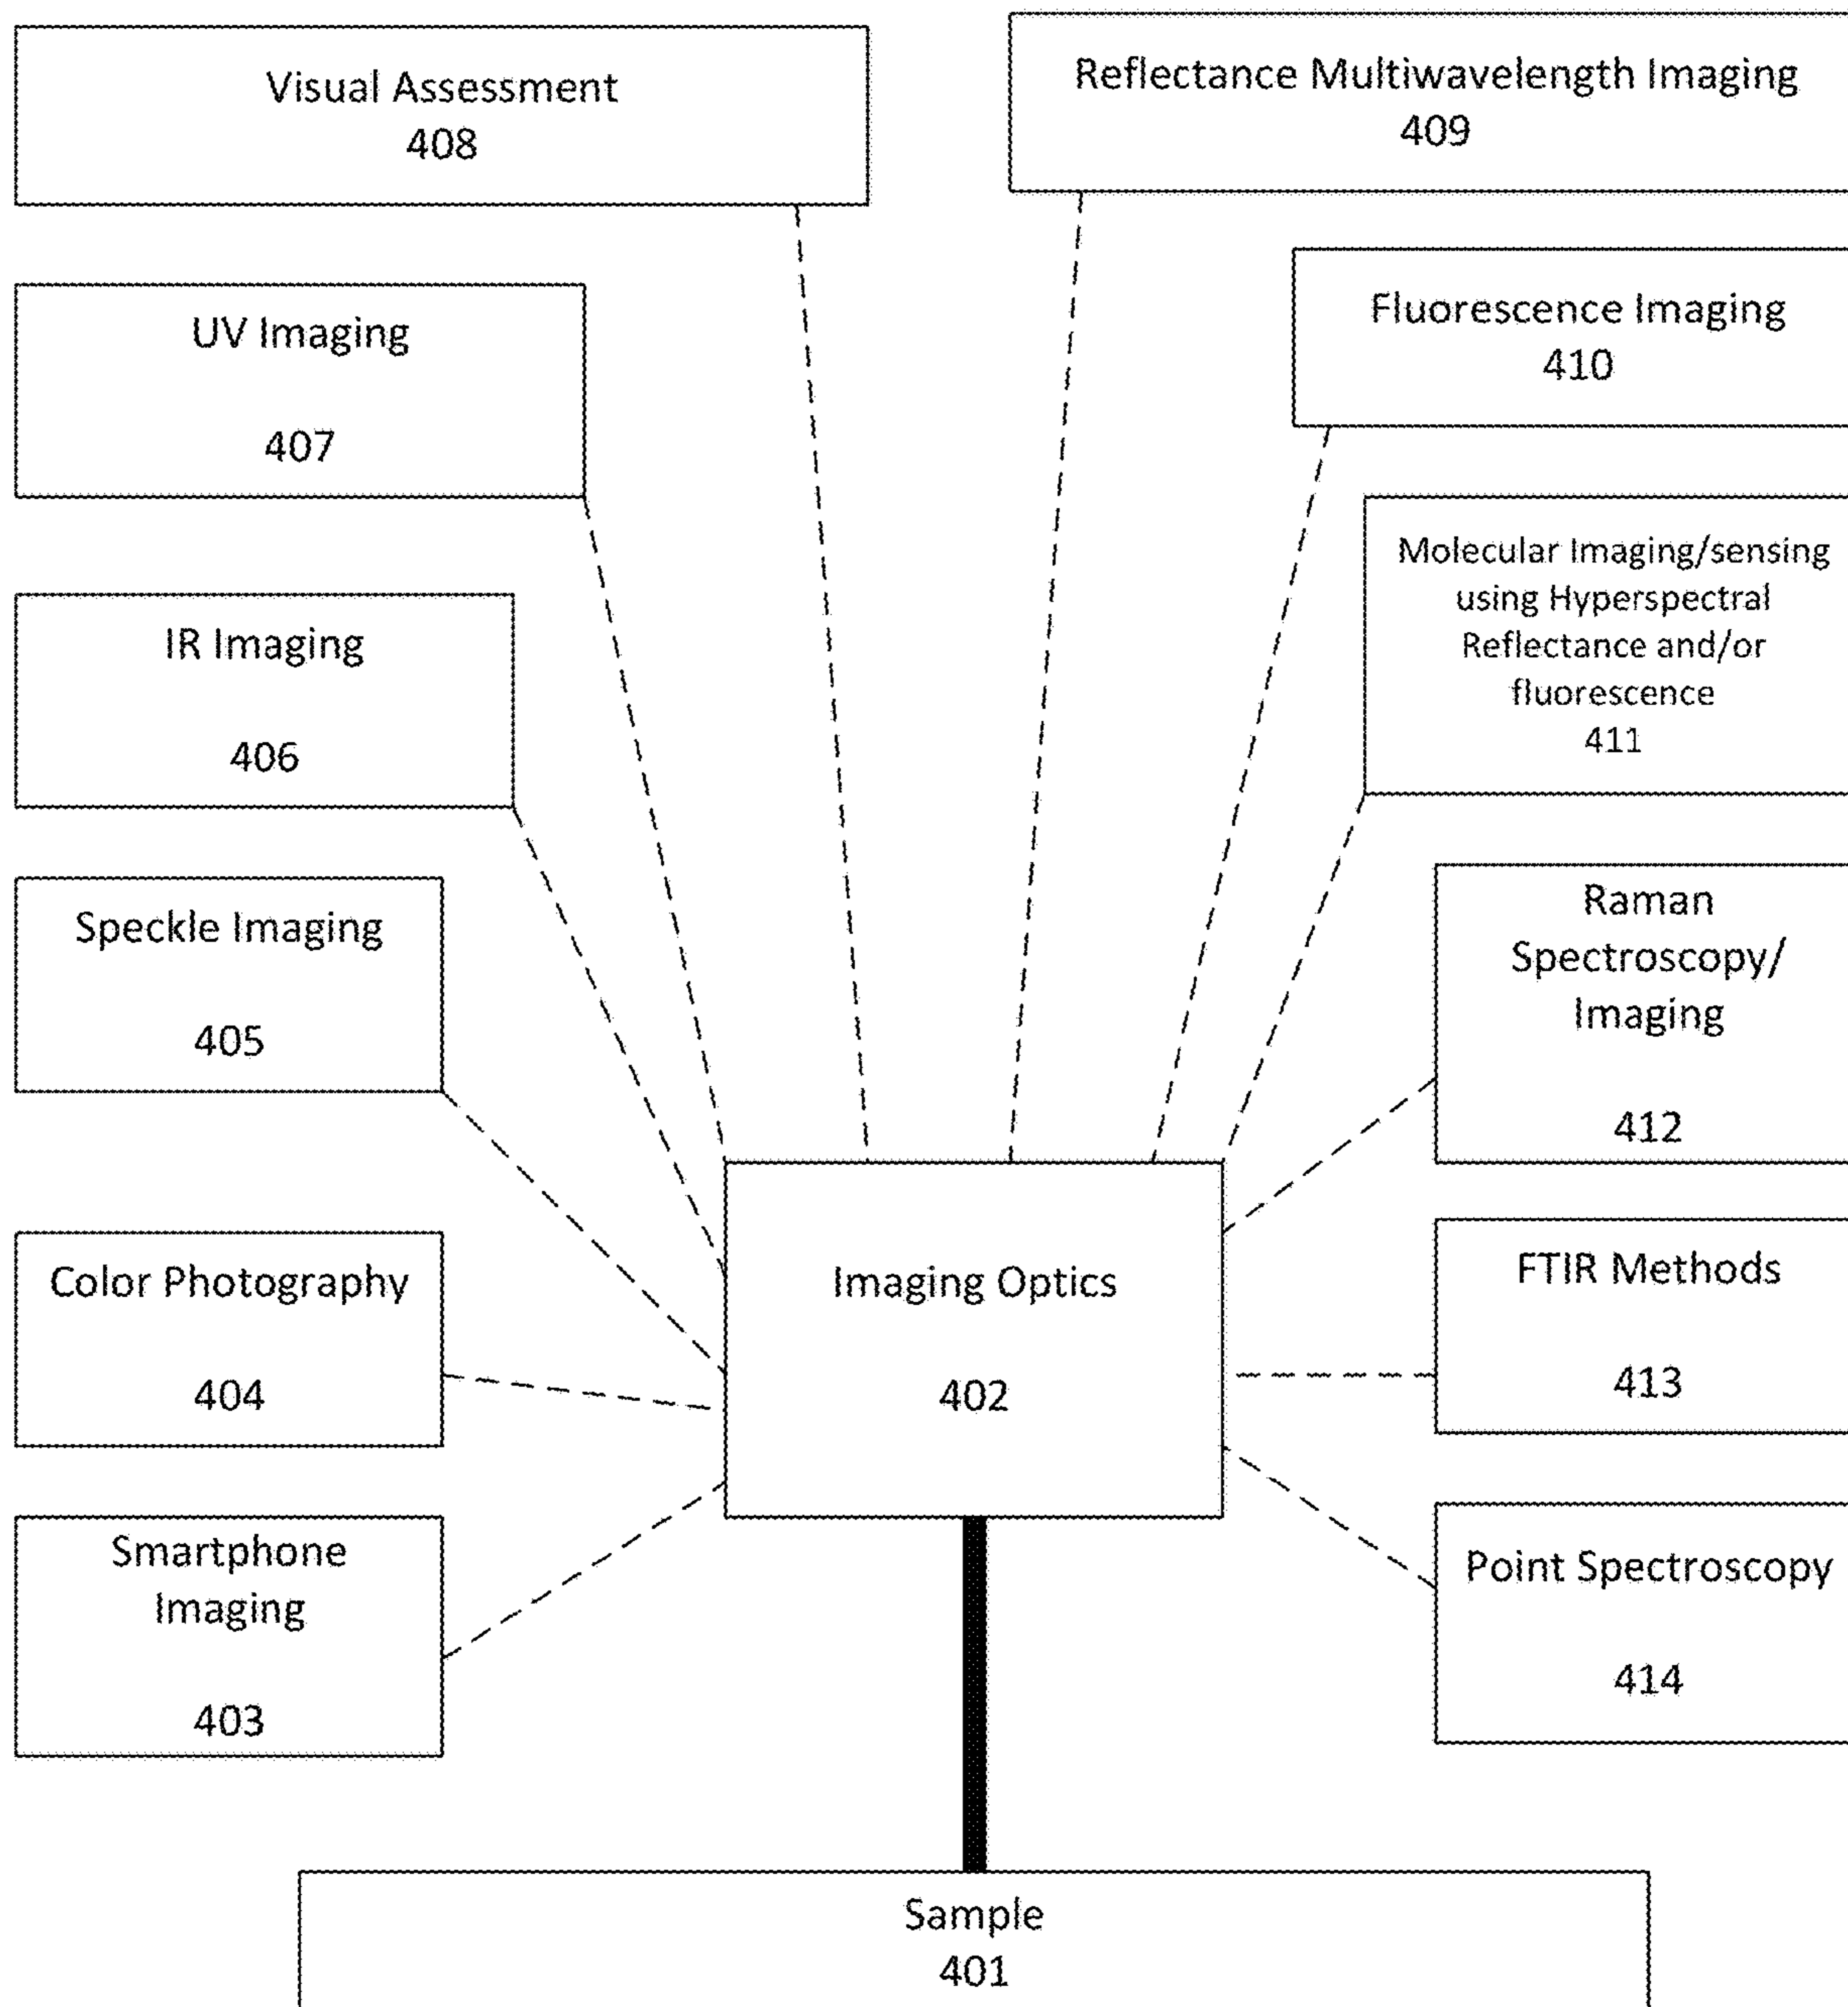 Visual Assessment
408
Reflectance Multiwavelength Imaging
409
UV Imaging
407
Fluorescence Imaging
410
IR Imaging
406
Molecular Imaging/sensing
using Hyperspectral
Reflectance and/or
fluorescence
411
Speckle Imaging
405
Raman
Spectroscopy/
Imaging
412
Color Photography
404
Imaging Optics
402
FTIR Methods
413
Smartphone
Imaging
403
Point Spectroscopy
414
Sample
401